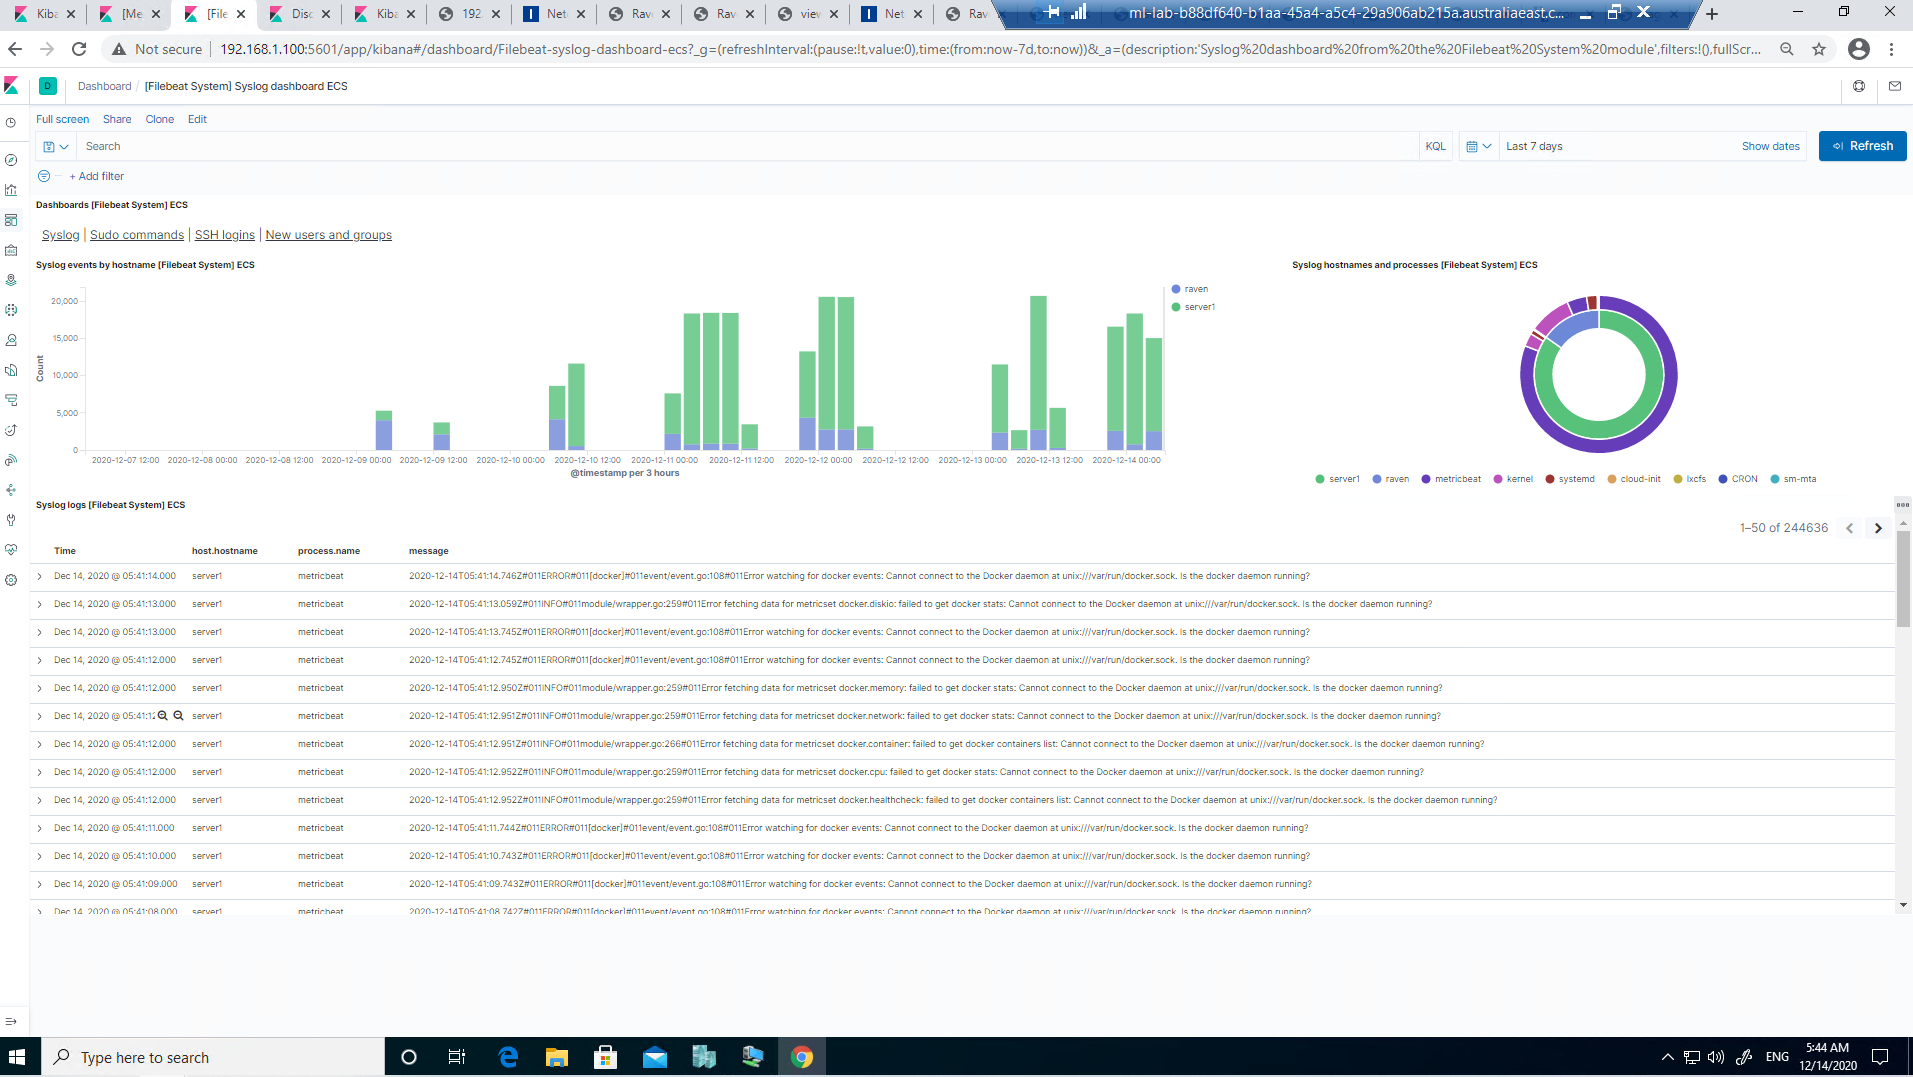 Kiba
[Me
[File
Disc
Kiba
192.
Net
Rav
Rav
view
Net
Rav
ml-lab-b88df640-b1aa-45a4-a5c4-29a906ab215a.australiaeast.c...
Not secure 192.168.1.100:5601/app/kibana#/dashboard/Filebeat-syslog-dashboard-ecs?_g=(refreshInterval:(pause:!t,value:0),time:(from:now-7d,to:now))&_a=(description:'Syslog%20dashboard%20from%20the%20Filebeat%20System%20module',filters:!(),fullScr...
D Dashboard / [Filebeat System] Syslog dashboard ECS
Full screen Share Clone Edit
Search KQL Last 7 days Show dates Refresh
+ Add filter
Dashboards [Filebeat System] ECS
Syslog | Sudo commands | SSH logins | New users and groups
Syslog events by hostname [Filebeat System] ECS
20,000
15,000
10,000
5,000
0
Count
2020-12-07 12:00 2020-12-08 00:00 2020-12-08 12:00 2020-12-09 00:00 2020-12-09 12:00 2020-12-10 00:00 2020-12-10 12:00 2020-12-11 00:00 2020-12-11 12:00 2020-12-12 00:00 2020-12-12 12:00 2020-12-13 00:00 2020-12-13 12:00 2020-12-14 00:00
@timestamp per 3 hours
raven
server1
Syslog hostnames and processes [Filebeat System] ECS
server1 raven metricbeat kernel systemd cloud-init lxcfs CRON sm-mta
Syslog logs [Filebeat System] ECS
1–50 of 244636
Time host.hostname process.name message
Dec 14, 2020 @ 05:41:14.000 server1 metricbeat 2020-12-14T05:41:14.746Z#011ERROR#011[docker]#011event/event.go:108#011Error watching for docker events: Cannot connect to the Docker daemon at unix:///var/run/docker.sock. Is the docker daemon running?
Dec 14, 2020 @ 05:41:13.000 server1 metricbeat 2020-12-14T05:41:13.059Z#011INFO#011module/wrapper.go:259#011Error fetching data for metricset docker.diskio: failed to get docker stats: Cannot connect to the Docker daemon at unix:///var/run/docker.sock. Is the docker daemon running?
Dec 14, 2020 @ 05:41:13.000 server1 metricbeat 2020-12-14T05:41:13.745Z#011ERROR#011[docker]#011event/event.go:108#011Error watching for docker events: Cannot connect to the Docker daemon at unix:///var/run/docker.sock. Is the docker daemon running?
Dec 14, 2020 @ 05:41:12.000 server1 metricbeat 2020-12-14T05:41:12.745Z#011ERROR#011[docker]#011event/event.go:108#011Error watching for docker events: Cannot connect to the Docker daemon at unix:///var/run/docker.sock. Is the docker daemon running?
Dec 14, 2020 @ 05:41:12.000 server1 metricbeat 2020-12-14T05:41:12.950Z#011INFO#011module/wrapper.go:259#011Error fetching data for metricset docker.memory: failed to get docker stats: Cannot connect to the Docker daemon at unix:///var/run/docker.sock. Is the docker daemon running?
Dec 14, 2020 @ 05:41:12 server1 metricbeat 2020-12-14T05:41:12.951Z#011INFO#011module/wrapper.go:259#011Error fetching data for metricset docker.network: failed to get docker stats: Cannot connect to the Docker daemon at unix:///var/run/docker.sock. Is the docker daemon running?
Dec 14, 2020 @ 05:41:12.000 server1 metricbeat 2020-12-14T05:41:12.951Z#011INFO#011module/wrapper.go:266#011Error fetching data for metricset docker.container: failed to get docker containers list: Cannot connect to the Docker daemon at unix:///var/run/docker.sock. Is the docker daemon running?
Dec 14, 2020 @ 05:41:12.000 server1 metricbeat 2020-12-14T05:41:12.952Z#011INFO#011module/wrapper.go:259#011Error fetching data for metricset docker.cpu: failed to get docker stats: Cannot connect to the Docker daemon at unix:///var/run/docker.sock. Is the docker daemon running?
Dec 14, 2020 @ 05:41:12.000 server1 metricbeat 2020-12-14T05:41:12.952Z#011INFO#011module/wrapper.go:259#011Error fetching data for metricset docker.healthcheck: failed to get docker containers list: Cannot connect to the Docker daemon at unix:///var/run/docker.sock. Is the docker daemon running?
Dec 14, 2020 @ 05:41:11.000 server1 metricbeat 2020-12-14T05:41:11.744Z#011ERROR#011[docker]#011event/event.go:108#011Error watching for docker events: Cannot connect to the Docker daemon at unix:///var/run/docker.sock. Is the docker daemon running?
Dec 14, 2020 @ 05:41:10.000 server1 metricbeat 2020-12-14T05:41:10.743Z#011ERROR#011[docker]#011event/event.go:108#011Error watching for docker events: Cannot connect to the Docker daemon at unix:///var/run/docker.sock. Is the docker daemon running?
Dec 14, 2020 @ 05:41:09.000 server1 metricbeat 2020-12-14T05:41:09.743Z#011ERROR#011[docker]#011event/event.go:108#011Error watching for docker events: Cannot connect to the Docker daemon at unix:///var/run/docker.sock. Is the docker daemon running?
Dec 14, 2020 @ 05:41:08.000 server1 metricbeat 2020-12-14T05:41:08.742Z#011ERROR#011[docker]#011event/event.go:108#011Error watching for docker events: Cannot connect to the Docker daemon at unix:///var/run/docker.sock. Is the docker daemon running?
Type here to search
ENG
5:44 AM
12/14/2020